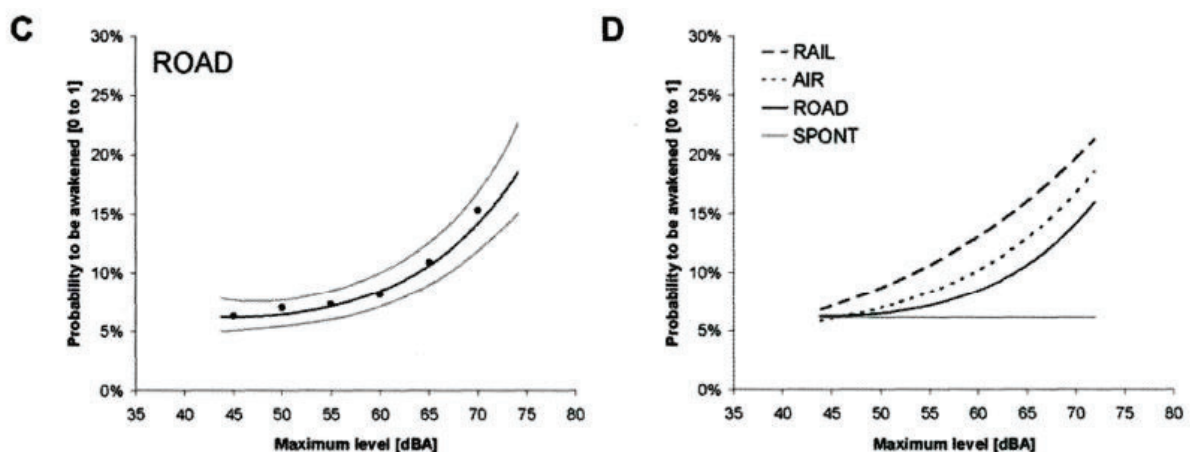 C
ROAD
Probability to be awakened [0 to 1]
30%
25%
20%
15%
10%
5%
0%
35 40 45 50 55 60 65 70 75 80
Maximum level [dBA]
D
RAIL
AIR
ROAD
SPONT
Probability to be awakened [0 to 1]
30%
25%
20%
15%
10%
5%
0%
35 40 45 50 55 60 65 70 75 80
Maximum level [dBA]